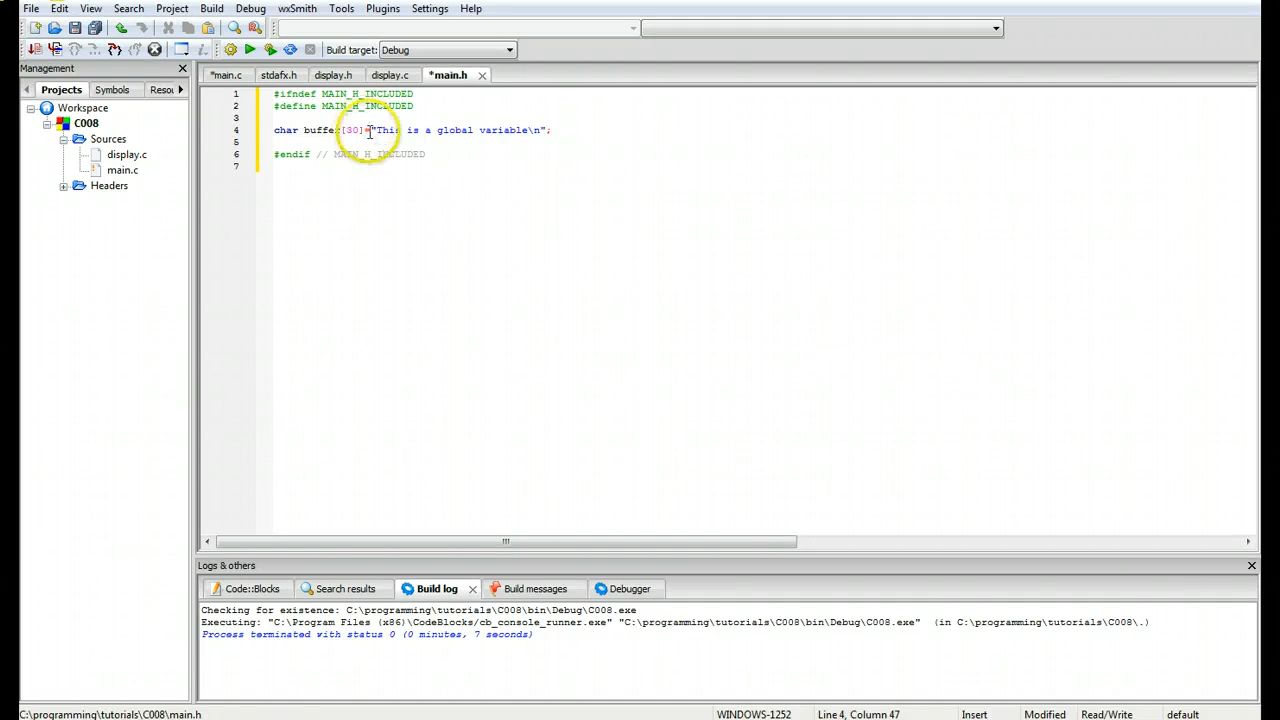 File Edit View Search Project Build Debug wxSmith Tools Plugins Settings Help
Build target: Debug
Management
Projects Symbols Resou
Workspace
C008
Sources
display.c
main.c
Headers
*main.c stdafx.h display.h display.c *main.h
1 #ifndef MAIN_H_INCLUDED
2 #define MAIN_H_INCLUDED
3
4 char buffer[30]="This is a global variable\n";
5
6 #endif // MAIN_H_INCLUDED
7
Logs & others
Code::Blocks Search results Build log Build messages Debugger
Checking for existence: C:\programming\tutorials\C008\bin\Debug\C008.exe
Executing: "C:\Program Files (x86)\CodeBlocks/cb_console_runner.exe" "C:\programming\tutorials\C008\bin\Debug\C008.exe" (in C:\programming\tutorials\C008\.)
Process terminated with status 0 (0 minutes, 7 seconds)
C:\programming\tutorials\C008\main.h WINDOWS-1252 Line 4, Column 47 Insert Modified Read/Write default